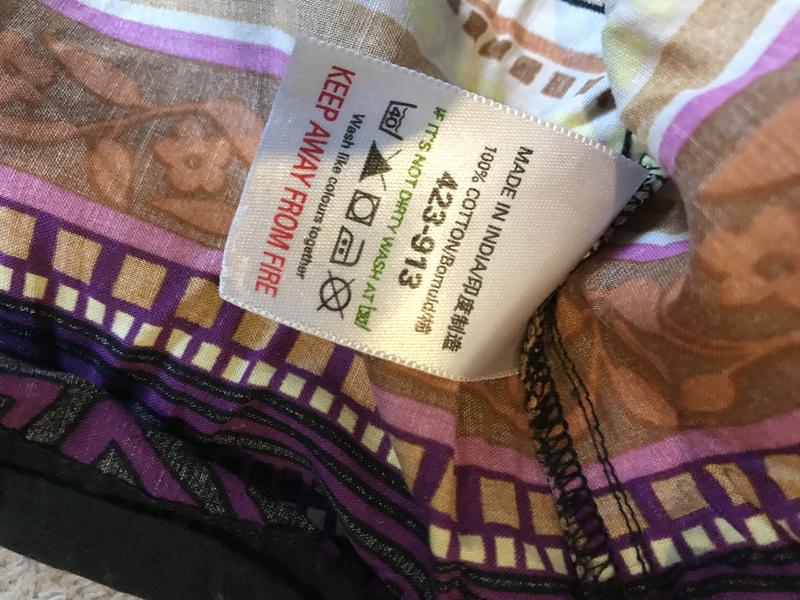 MADE IN INDIA/印度制造
100% COTTON/Bomuld/棉
423-913
IF IT'S NOT DIRTY WASH AT 30
40
Wash like colours together
KEEP AWAY FROM FIRE